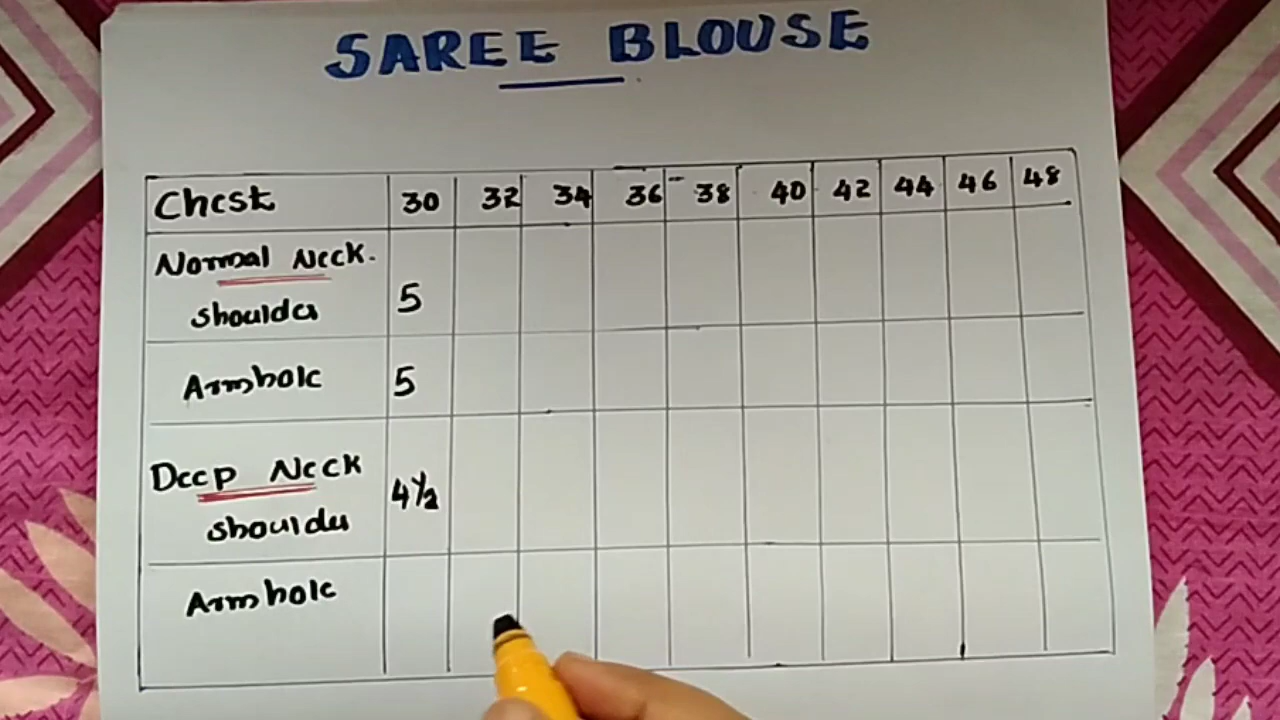 SAREE BLOUSE
Chest 30 32 34 36 38 40 42 44 46 48
Normal Neck.
shoulder 5
Armhole 5
Deep Neck
shoulder 4½
Armhole